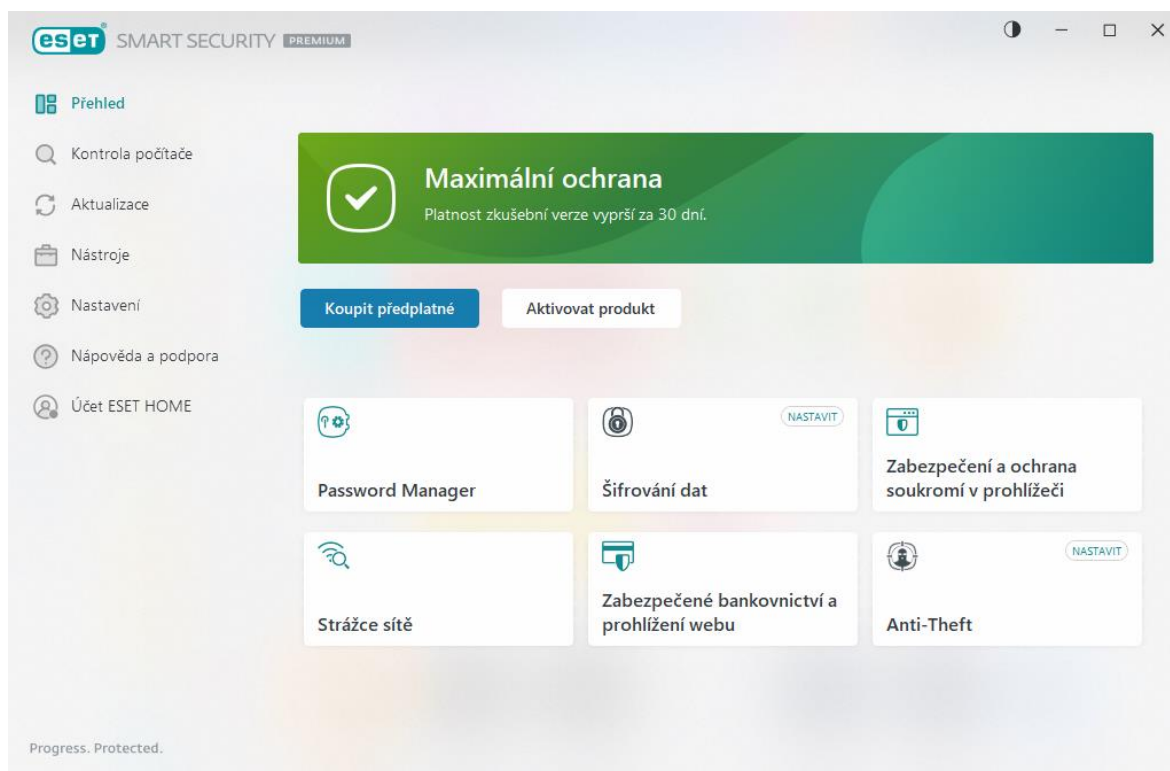 eset® SMART SECURITY PREMIUM
Přehled
Kontrola počítače
Aktualizace
Nástroje
Nastavení
Nápověda a podpora
Účet ESET HOME
Maximální ochrana
Platnost zkušební verze vyprší za 30 dní.
Koupit předplatné
Aktivovat produkt
Password Manager
NASTAVIT
Šifrování dat
Zabezpečení a ochrana
soukromí v prohlížeči
Strážce sítě
Zabezpečené bankovnictví a
prohlížení webu
NASTAVIT
Anti-Theft
Progress. Protected.